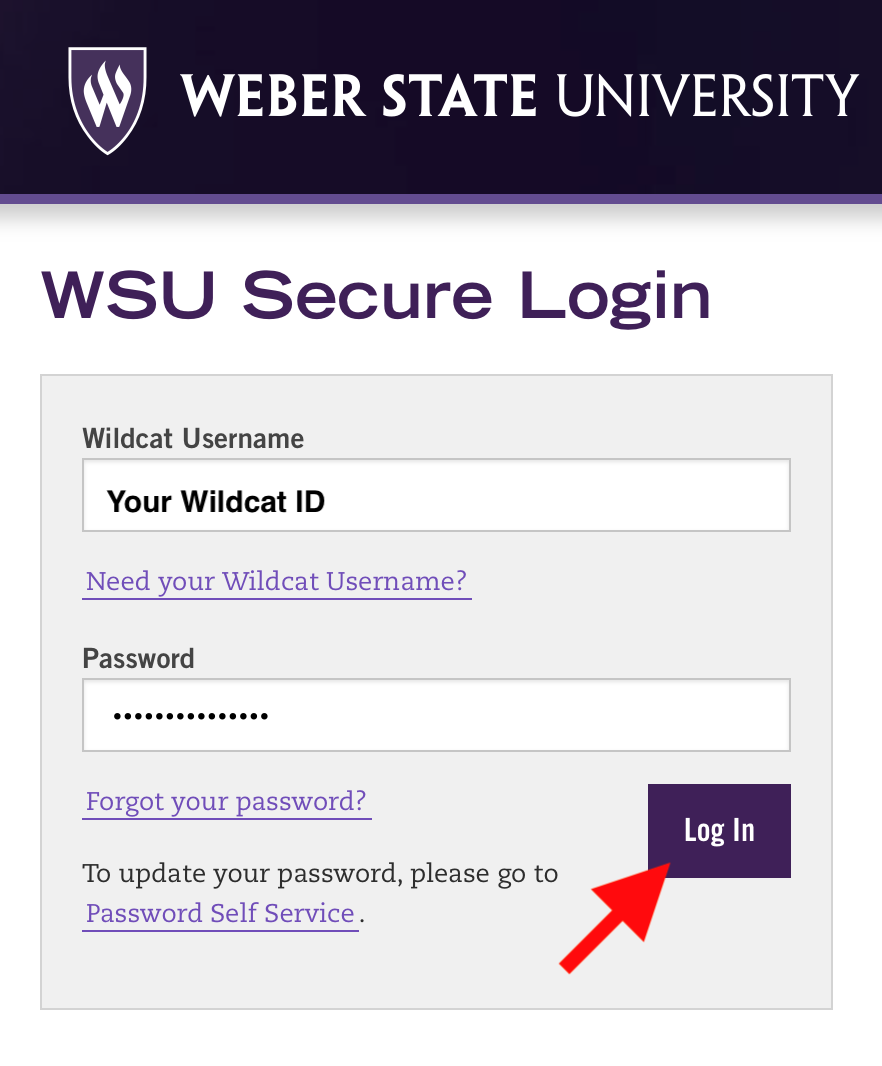 WEBER STATE UNIVERSITY
WSU Secure Login
Wildcat Username
Your Wildcat ID
Need your Wildcat Username?
Password
•••••••••••••••
Forgot your password?
Log In
To update your password, please go to
Password Self Service.